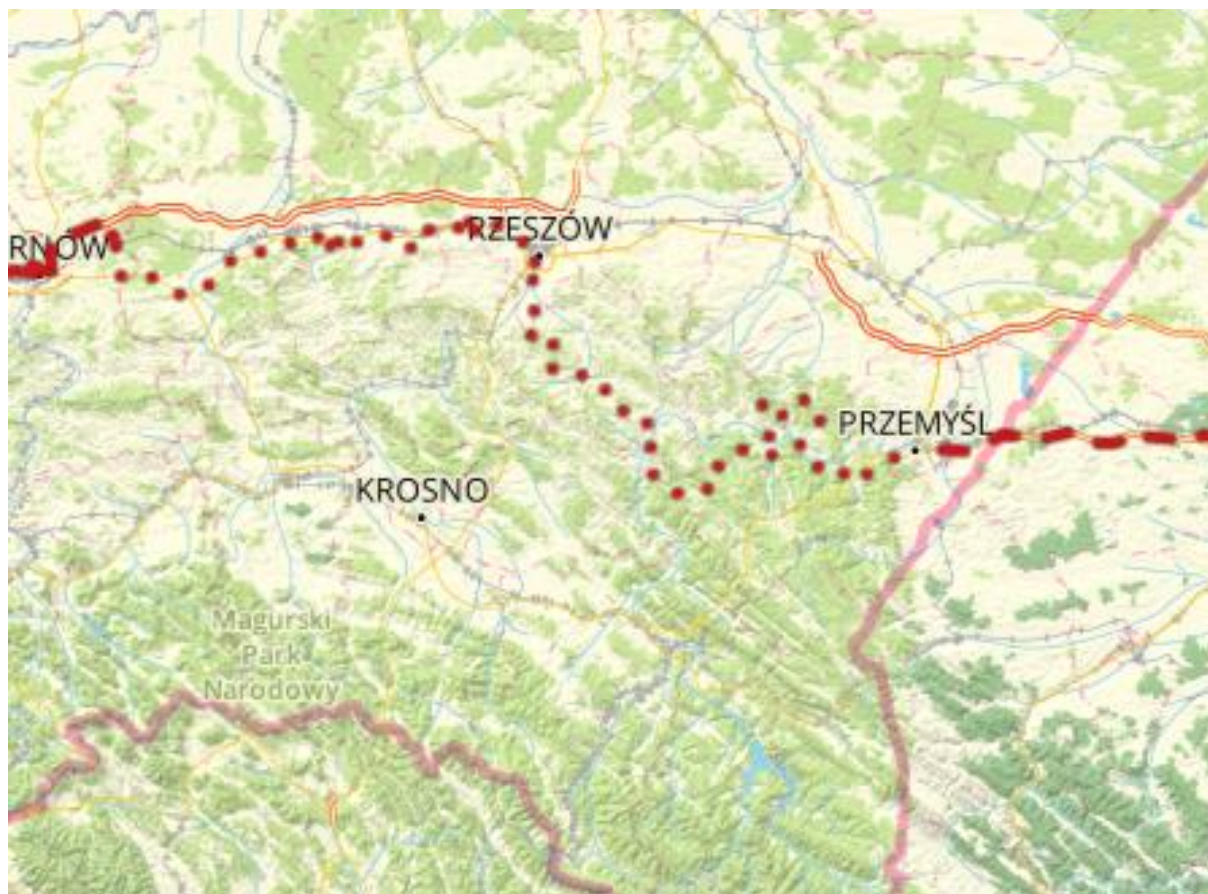 RNÓW
RZESZÓW
PRZEMYŚL
KROSNO
Magurski
Park
Narodowy